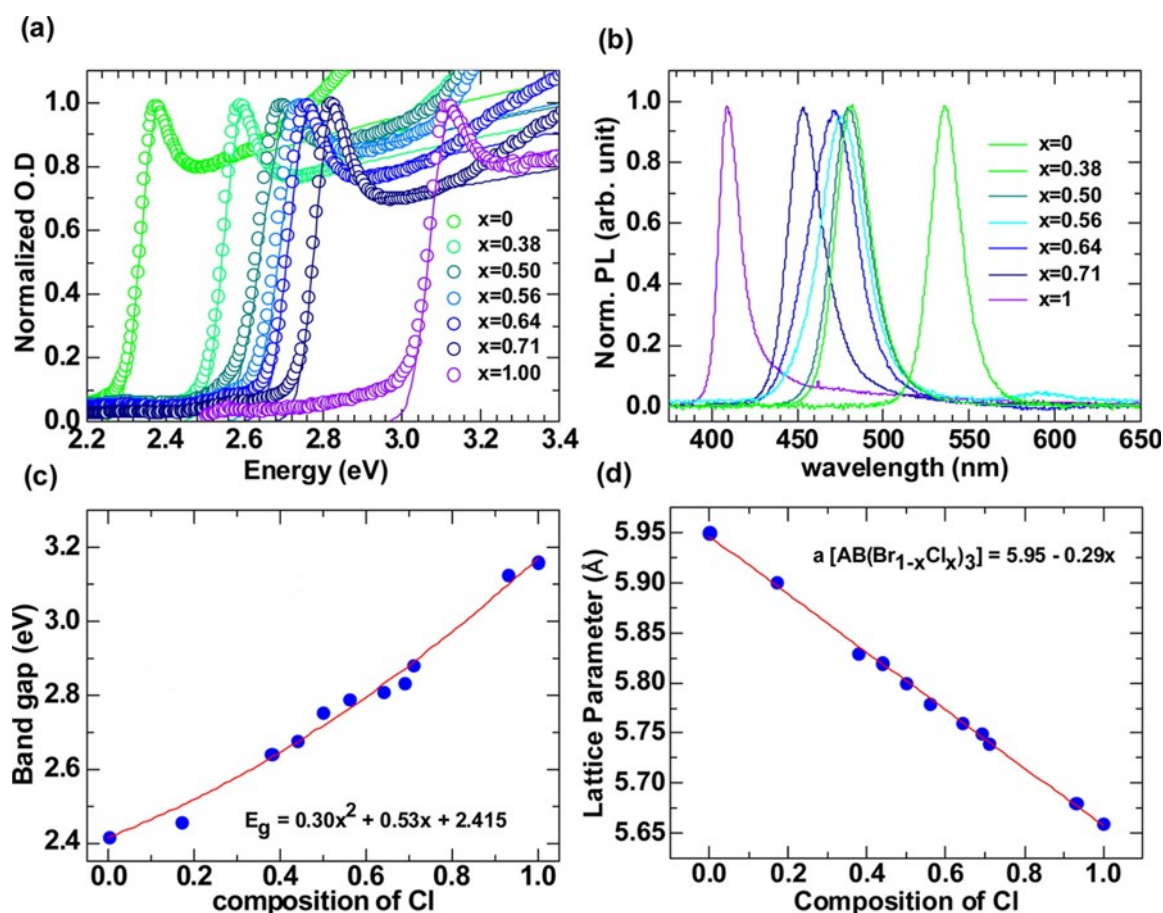 (a)
Normalized O.D
1.0
0.8
0.6
0.4
0.2
0.0
x=0
x=0.38
x=0.50
x=0.56
x=0.64
x=0.71
x=1.00
2.2 2.4 2.6 2.8 3.0 3.2 3.4
Energy (eV)
(b)
Norm. PL (arb. unit)
1.0
0.8
0.6
0.4
0.2
0.0
x=0
x=0.38
x=0.50
x=0.56
x=0.64
x=0.71
x=1
400 450 500 550 600 650
wavelength (nm)
(c)
Band gap (eV)
3.2
3.0
2.8
2.6
2.4
E_g = 0.30x^2 + 0.53x + 2.415
0.0 0.2 0.4 0.6 0.8 1.0
composition of Cl
(d)
Lattice Parameter (Å)
5.95
5.90
5.85
5.80
5.75
5.70
5.65
a [AB(Br_{1-x}Cl_x)_3] = 5.95 - 0.29x
0.0 0.2 0.4 0.6 0.8 1.0
Composition of Cl